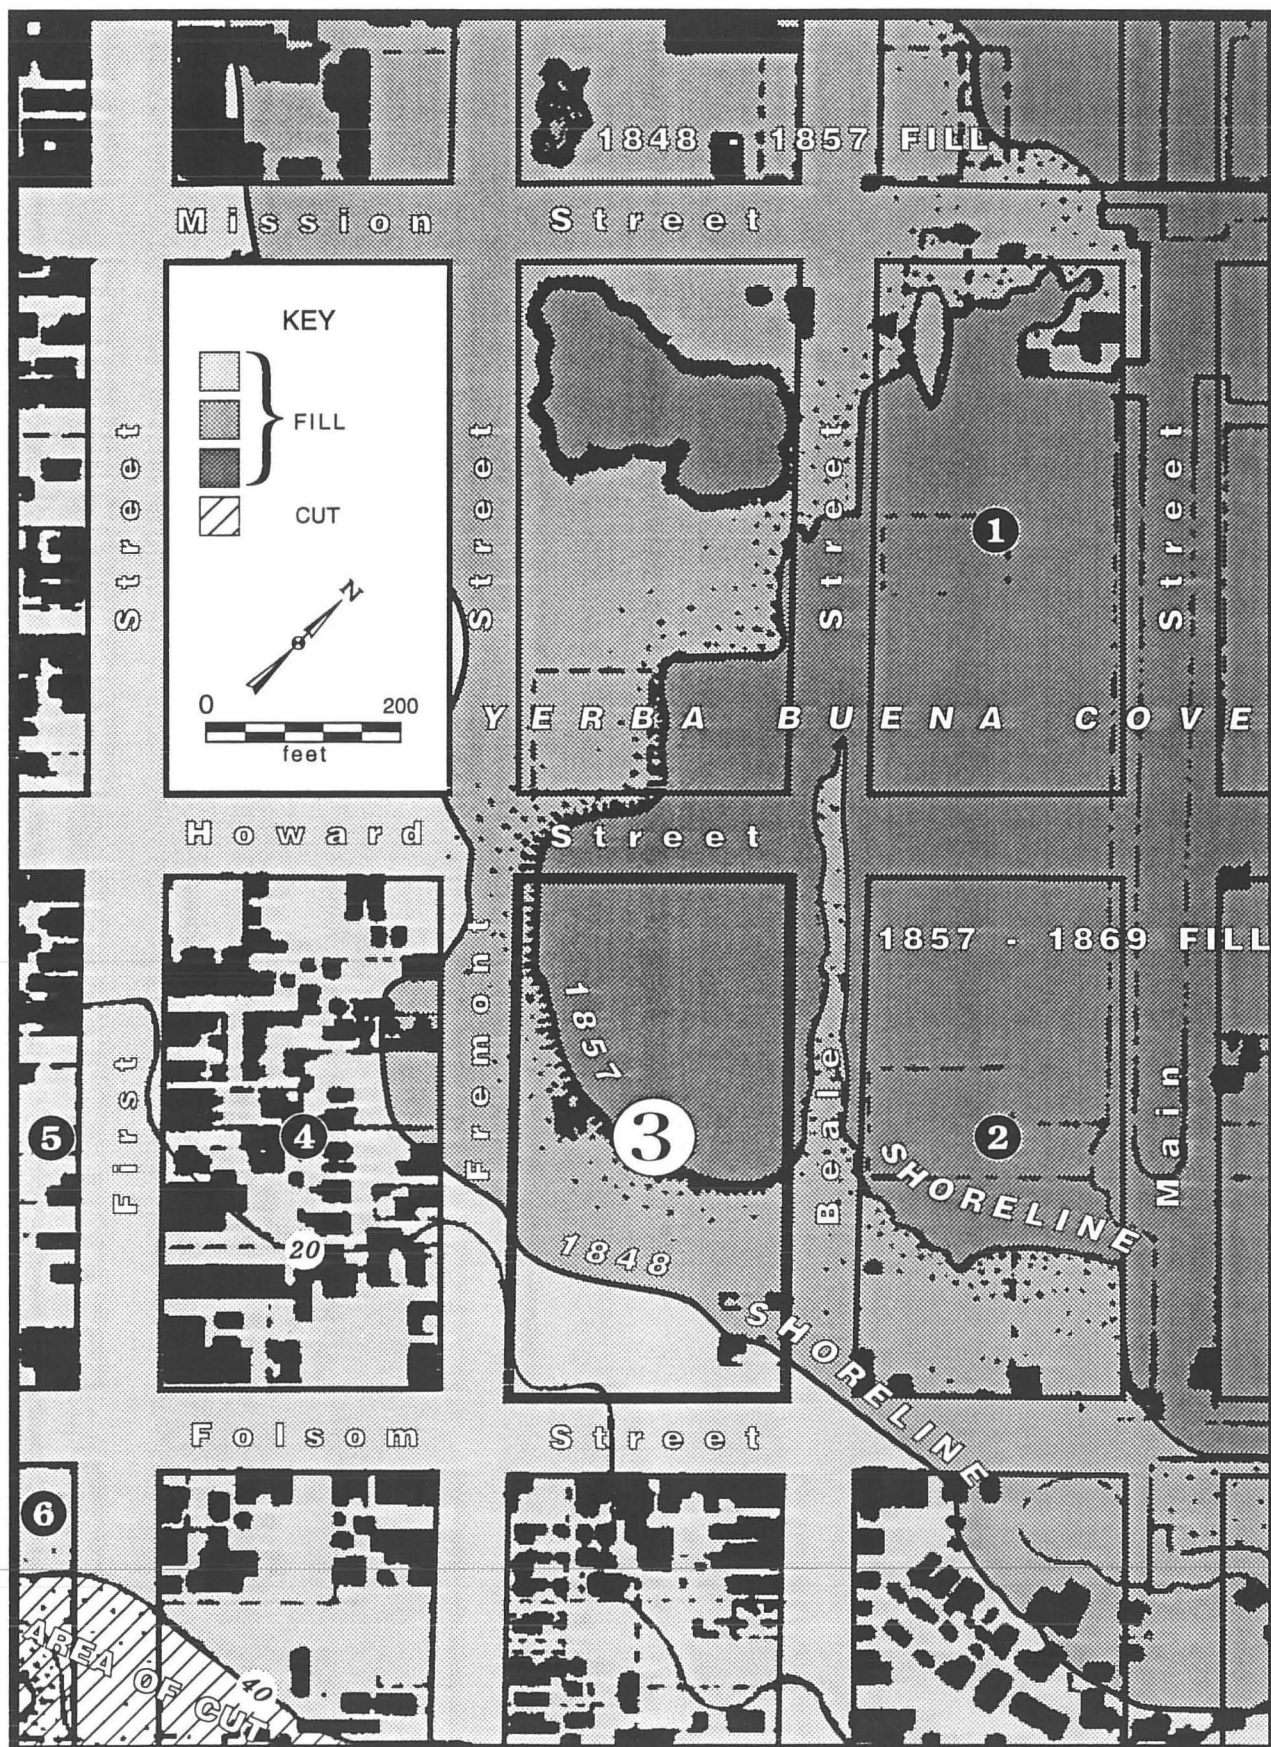 1848 - 1857 FILL
Mission Street
KEY
FILL
CUT
N
0 200
feet
Street
Street
Street
Street
1
YERBA BUENA COVE
Howard Street
1857 - 1869 FILL
1857
First
Fremont
Beale
Main
5
4
3
2
SHORELINE
20
1848
SHORELINE
Folsom Street
6
40
AREA OF CUT